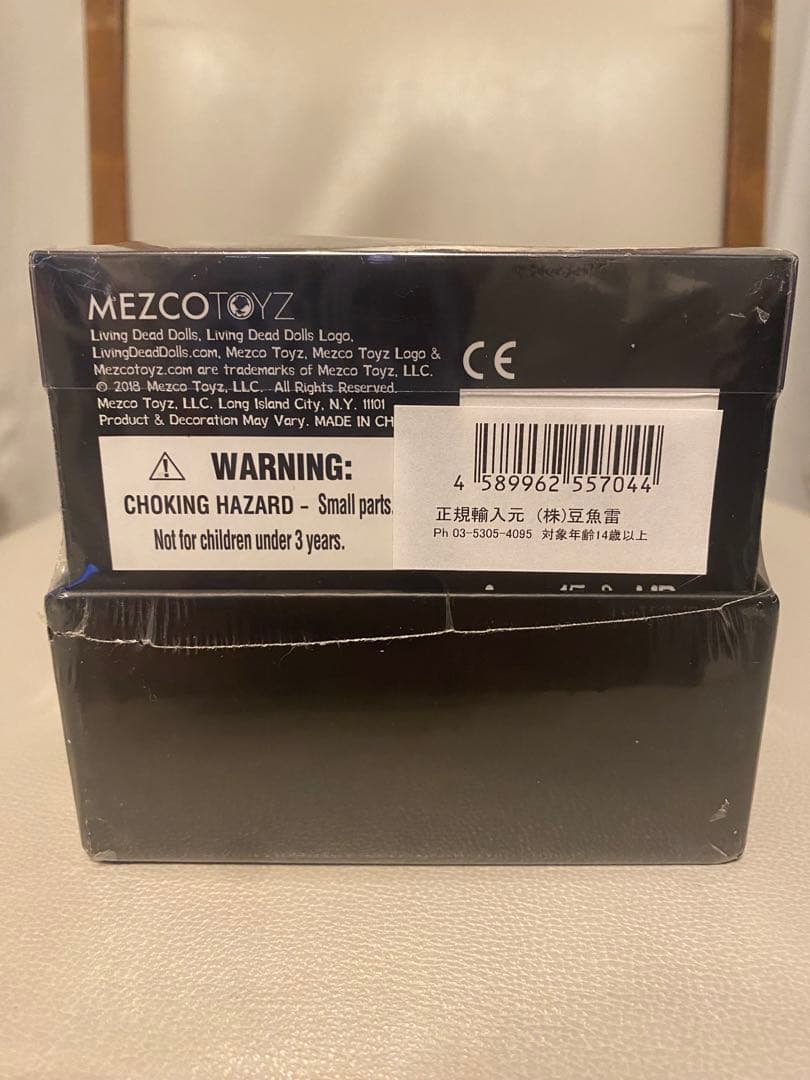 MEZCOTOYZ
Living Dead Dolls, Living Dead Dolls Logo,
LivingDeadDolls.com, Mezco Toyz, Mezco Toyz Logo &
Mezcotoyz.com are trademarks of Mezco Toyz, LLC.
© 2018 Mezco Toyz, LLC. All Rights Reserved.
Mezco Toyz, LLC. Long Island City, N.Y. 11101
Product & Decoration May Vary. MADE IN CH
CE
WARNING:
CHOKING HAZARD - Small parts.
Not for children under 3 years.
4 589962 557044
正規輸入元 (株)豆魚雷
Ph 03-5305-4095 対象年齢14歳以上